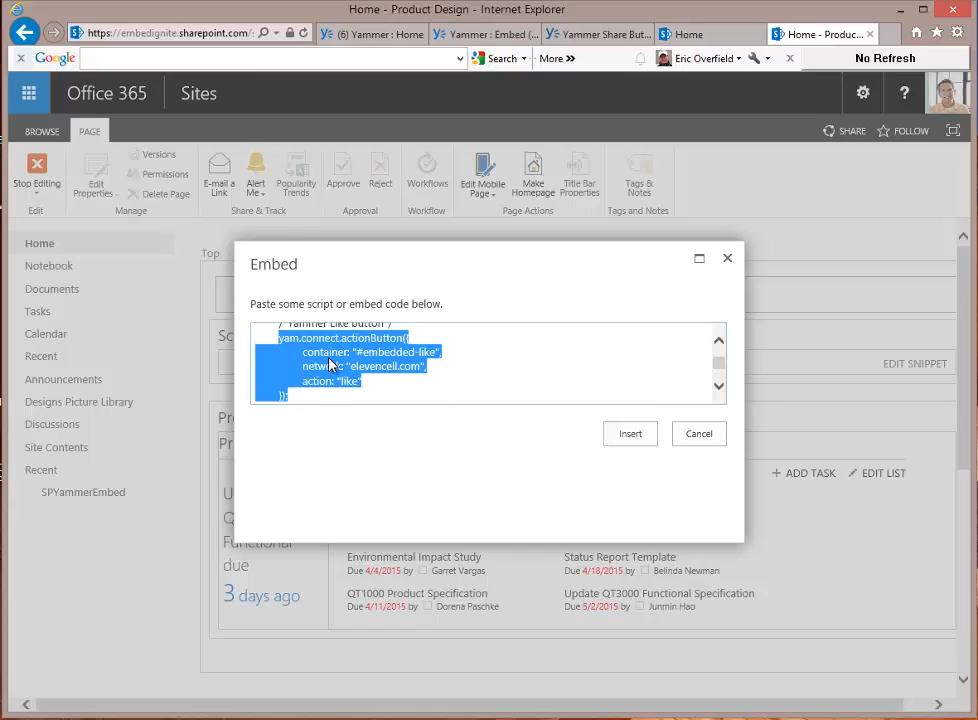 Home - Product Design - Internet Explorer
https://embedignite.sharepoint.com/
(6) Yammer : Home
Yammer : Embed (...
Yammer Share But...
Home
Home - Produc...
Google
Search
More »
Eric Overfield
No Refresh
Office 365
Sites
?
BROWSE
PAGE
SHARE
FOLLOW
Stop Editing
Edit Properties
Versions
Permissions
Delete Page
E-mail a Link
Alert Me
Popularity Trends
Approve
Reject
Workflows
Edit Mobile Page
Make Homepage
Title Bar Properties
Tags & Notes
Edit
Manage
Share & Track
Approval
Workflow
Page Actions
Tags and Notes
Home
Notebook
Documents
Tasks
Calendar
Recent
Announcements
Designs Picture Library
Discussions
Site Contents
Recent
SPYammerEmbed
Top
Sc
EDIT SNIPPET
Embed
Paste some script or embed code below.
Yammer Like button
yam.connect.actionButton({
container: "#embedded-like",
network: "elevencell.com",
action: "like"
});
Insert
Cancel
Pr
Pr
ADD TASK
EDIT LIST
U
Q
Functional
due
3 days ago
Environmental Impact Study
Due 4/4/2015 by Garret Vargas
Status Report Template
Due 4/18/2015 by Belinda Newman
QT1000 Product Specification
Due 4/11/2015 by Dorena Paschke
Update QT3000 Functional Specification
Due 5/2/2015 by Junmin Hao